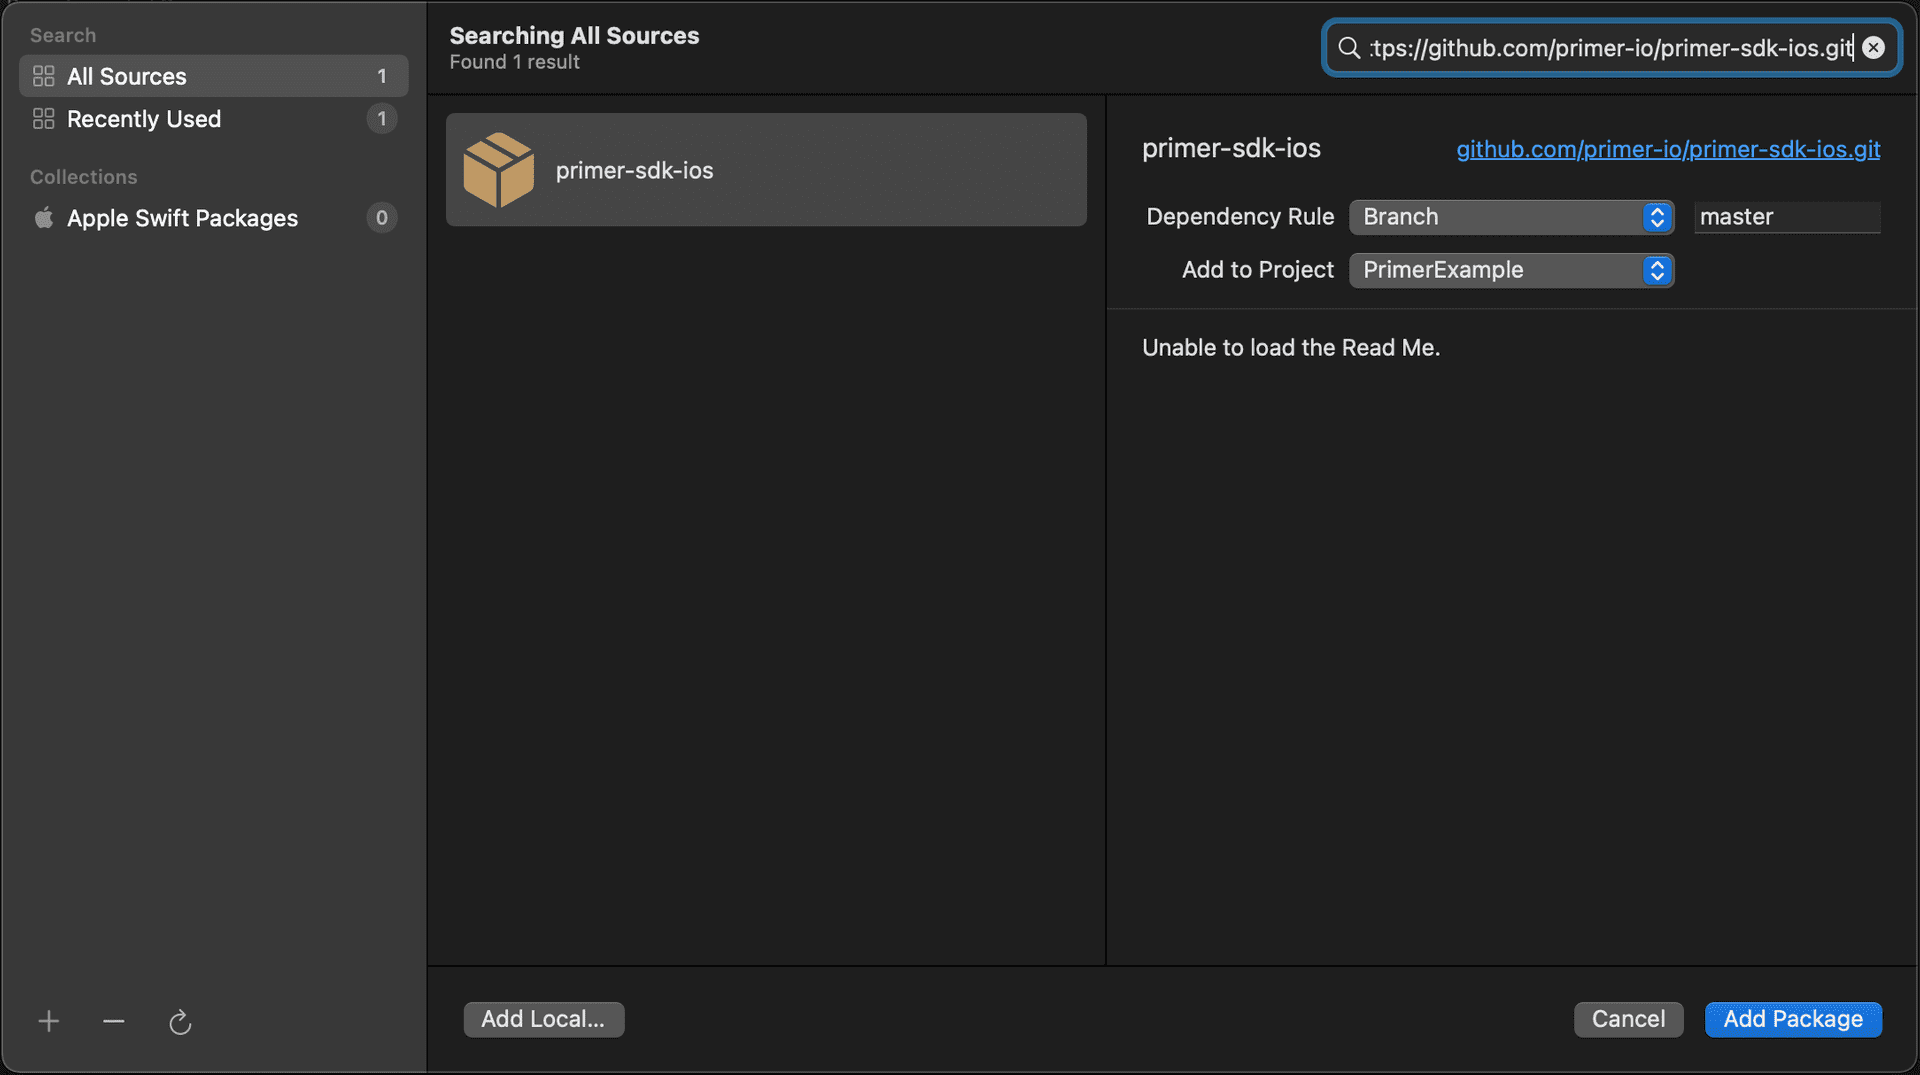 Search
All Sources 1
Recently Used 1
Collections
Apple Swift Packages 0
Searching All Sources
Found 1 result
:tps://github.com/primer-io/primer-sdk-ios.git
primer-sdk-ios
primer-sdk-ios github.com/primer-io/primer-sdk-ios.git
Dependency Rule Branch master
Add to Project PrimerExample
Unable to load the Read Me.
Add Local... Cancel Add Package